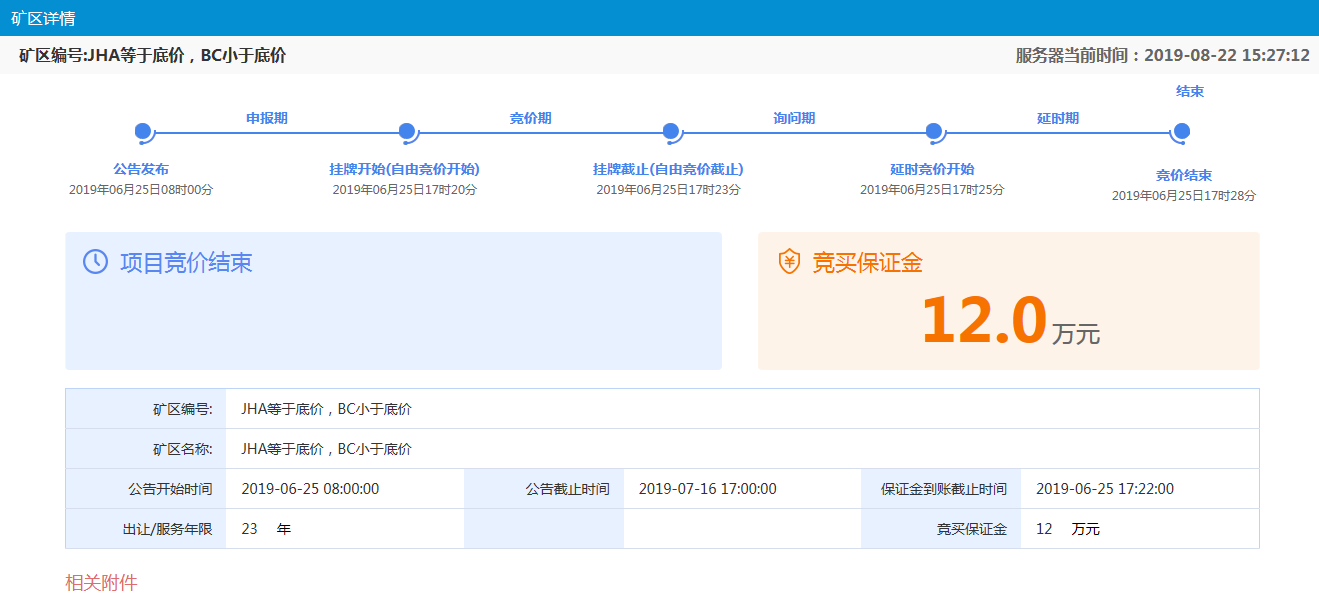 矿区详情
矿区编号:JHA等于底价，BC小于底价 服务器当前时间：2019-08-22 15:27:12
结束
申报期 竞价期 询问期 延时期
公告发布 挂牌开始(自由竞价开始) 挂牌截止(自由竞价截止) 延时竞价开始 竞价结束
2019年06月25日08时00分 2019年06月25日17时20分 2019年06月25日17时23分 2019年06月25日17时25分 2019年06月25日17时28分
项目竞价结束 竞买保证金
12.0 万元
矿区编号: JHA等于底价，BC小于底价
矿区名称: JHA等于底价，BC小于底价
公告开始时间 2019-06-25 08:00:00 公告截止时间 2019-07-16 17:00:00 保证金到账截止时间 2019-06-25 17:22:00
出让/服务年限 23 年 竞买保证金 12 万元
相关附件